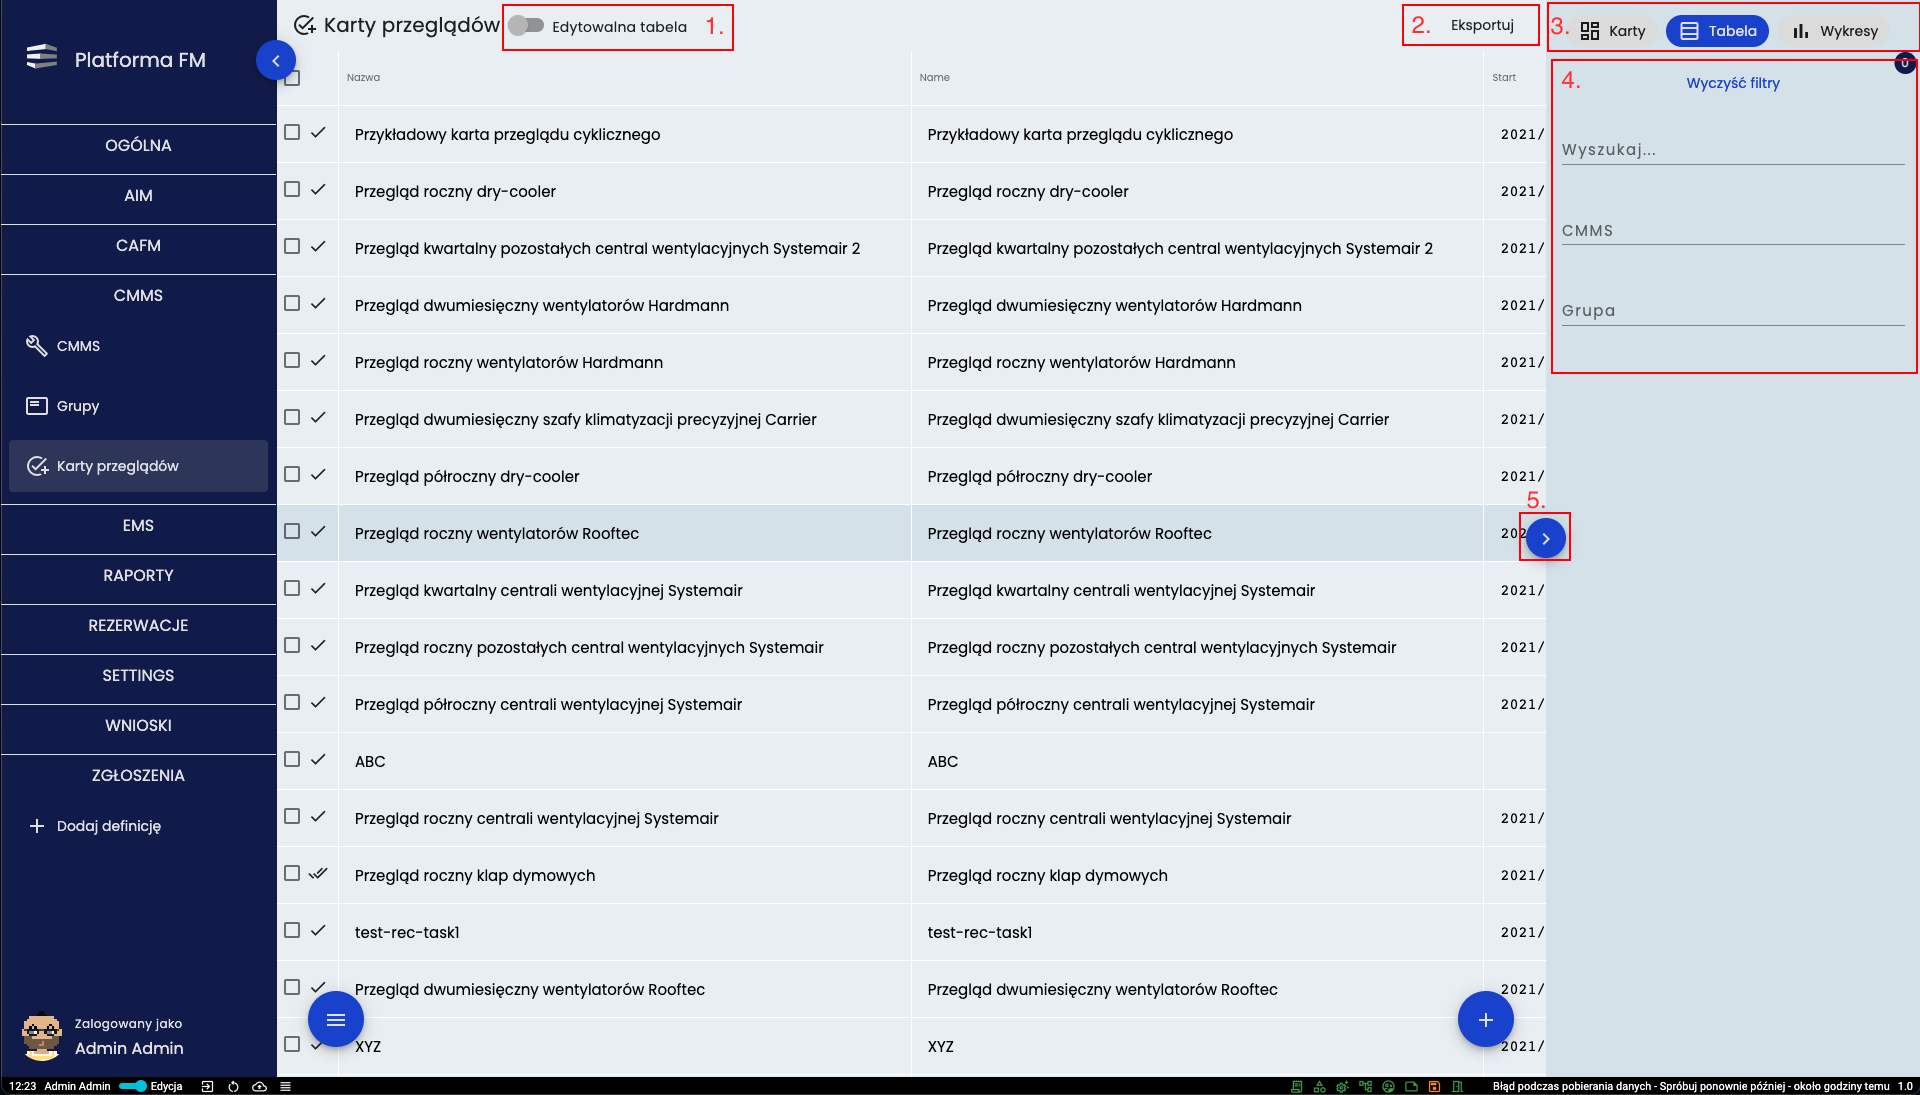 Platforma FM
OGÓLNA
AIM
CAFM
CMMS
CMMS
Grupy
Karty przeglądów
EMS
RAPORTY
REZERWACJE
SETTINGS
WNIOSKI
ZGŁOSZENIA
Dodaj definicję
Zalogowany jako
Admin Admin
Karty przeglądów
Edytowalna tabela 1.
2. Eksportuj
3. Karty Tabela Wykresy
Nazwa Name Start
Przykładowy karta przeglądu cyklicznego Przykładowy karta przeglądu cyklicznego 2021/
Przegląd roczny dry-cooler Przegląd roczny dry-cooler 2021/
Przegląd kwartalny pozostałych central wentylacyjnych Systemair 2 Przegląd kwartalny pozostałych central wentylacyjnych Systemair 2 2021/
Przegląd dwumiesięczny wentylatorów Hardmann Przegląd dwumiesięczny wentylatorów Hardmann 2021/
Przegląd roczny wentylatorów Hardmann Przegląd roczny wentylatorów Hardmann 2021/
Przegląd dwumiesięczny szafy klimatyzacji precyzyjnej Carrier Przegląd dwumiesięczny szafy klimatyzacji precyzyjnej Carrier 2021/
Przegląd półroczny dry-cooler Przegląd półroczny dry-cooler 2021/
Przegląd roczny wentylatorów Rooftec Przegląd roczny wentylatorów Rooftec 202
Przegląd kwartalny centrali wentylacyjnej Systemair Przegląd kwartalny centrali wentylacyjnej Systemair 2021/
Przegląd roczny pozostałych central wentylacyjnych Systemair Przegląd roczny pozostałych central wentylacyjnych Systemair 2021/
Przegląd półroczny centrali wentylacyjnej Systemair Przegląd półroczny centrali wentylacyjnej Systemair 2021/
ABC ABC
Przegląd roczny centrali wentylacyjnej Systemair Przegląd roczny centrali wentylacyjnej Systemair 2021/
Przegląd roczny klap dymowych Przegląd roczny klap dymowych 2021/
test-rec-task1 test-rec-task1 2021/
Przegląd dwumiesięczny wentylatorów Rooftec Przegląd dwumiesięczny wentylatorów Rooftec 2021/
XYZ XYZ 2021/
5.
0
4. Wyczyść filtry
Wyszukaj...
CMMS
Grupa
12:23 Admin Admin Edycja
Błąd podczas pobierania danych - Spróbuj ponownie później - około godziny temu 1.0